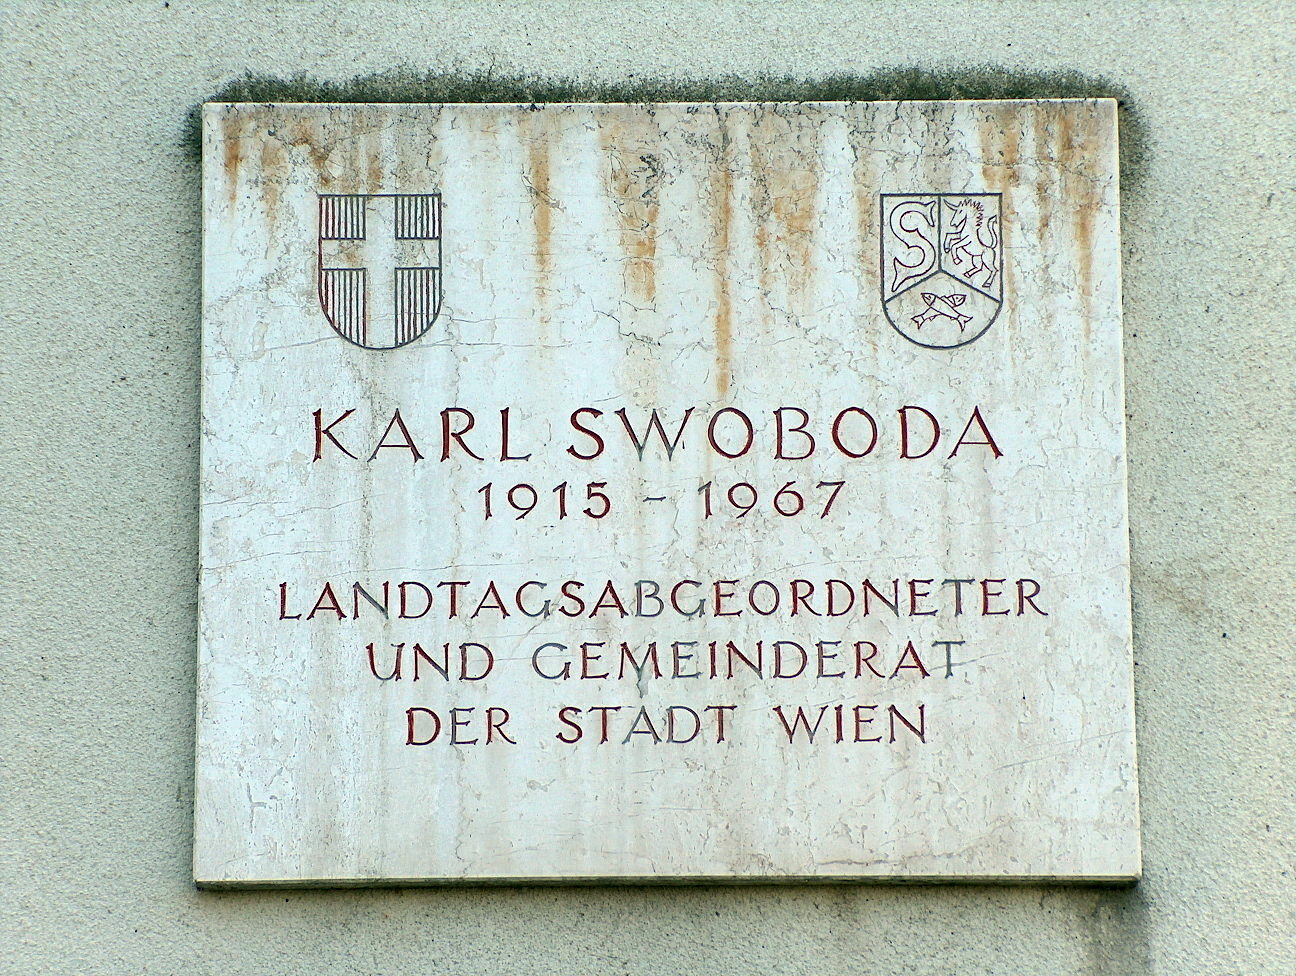 KARL SWOBODA
1915 - 1967
LANDTAGSABGEORDNETER
UND GEMEINDERAT
DER STADT WIEN